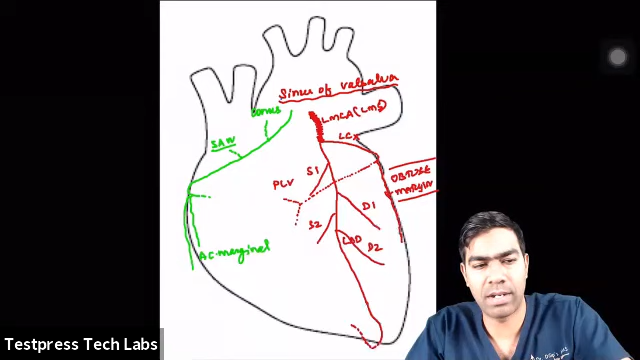 Sinus of valsalva
conus
LMCA (LMS)
SAN
LCx
S1
PLV
OBTUSE
MARGIN
D1
S2
LAD
D2
AC-marginal
Testpress Tech Labs